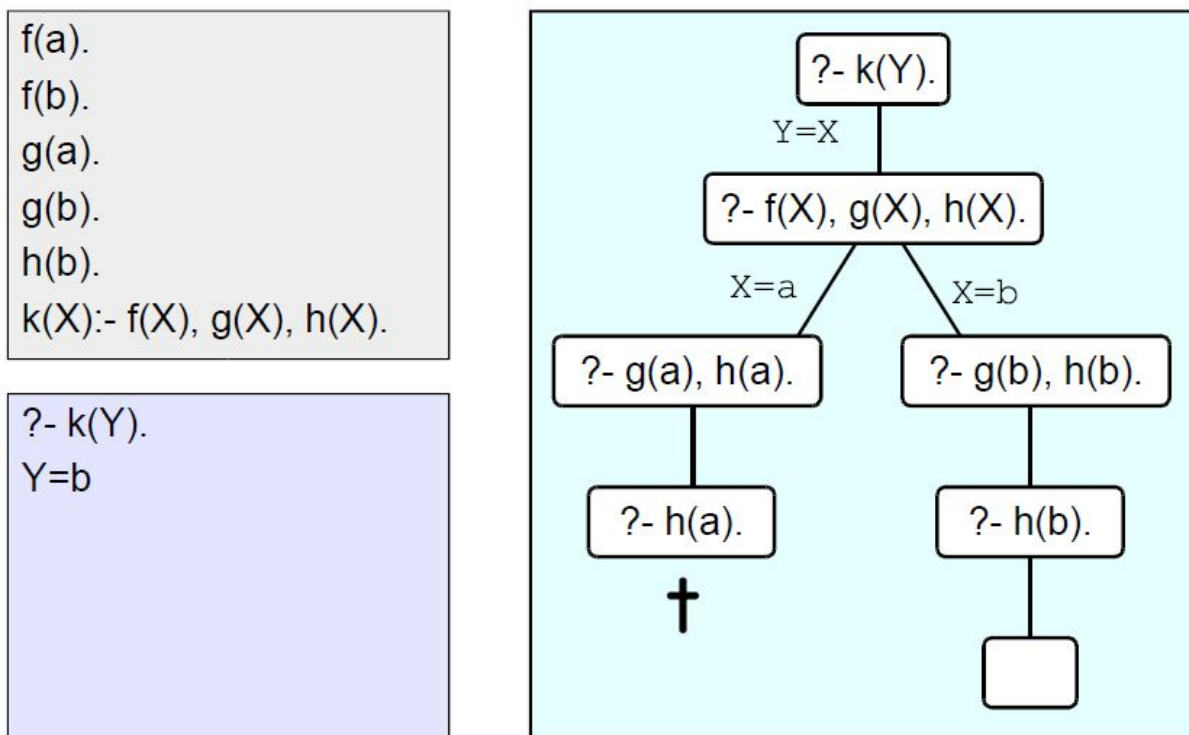 f(a).
f(b).
g(a).
g(b).
h(b).
k(X):- f(X), g(X), h(X).
?- k(Y).
Y=b
?- k(Y).
Y=X
?- f(X), g(X), h(X).
X=a
X=b
?- g(a), h(a).
?- g(b), h(b).
?- h(a).
?- h(b).
†